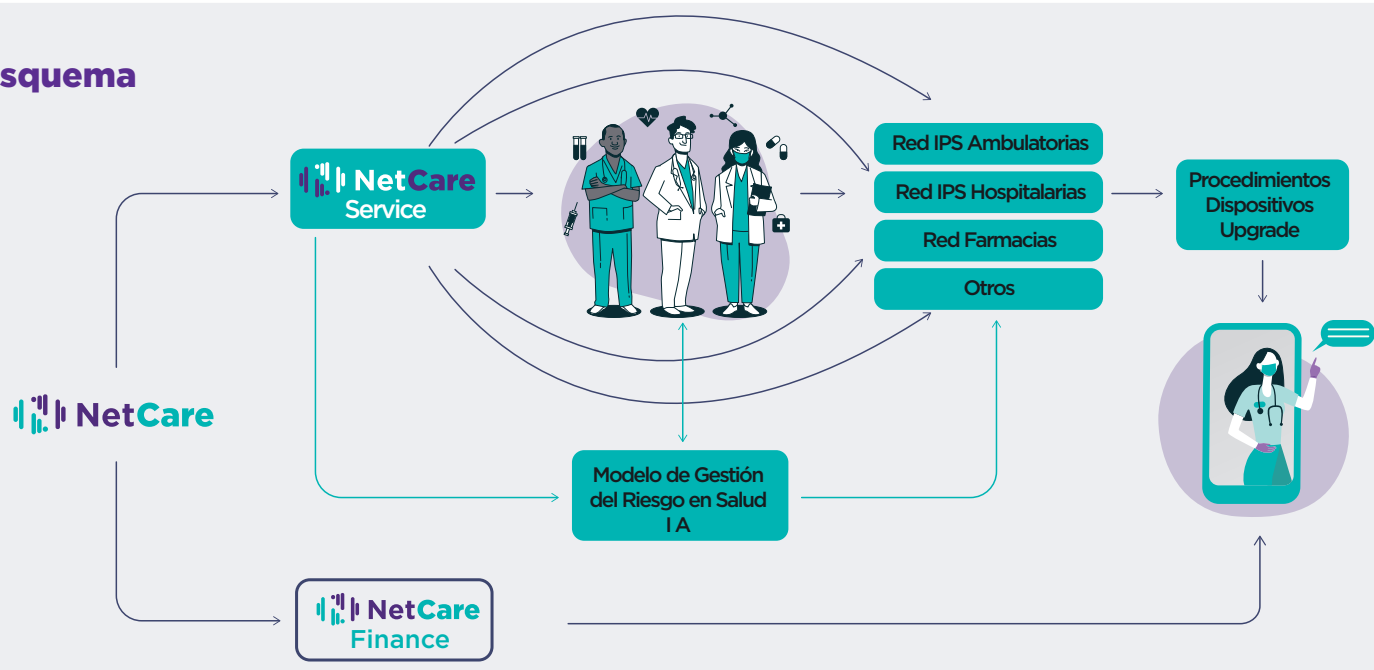 squema
NetCare
Service
Red IPS Ambulatorias
Red IPS Hospitalarias
Red Farmacias
Otros
Procedimientos
Dispositivos
Upgrade
NetCare
Modelo de Gestión
del Riesgo en Salud
I A
NetCare
Finance